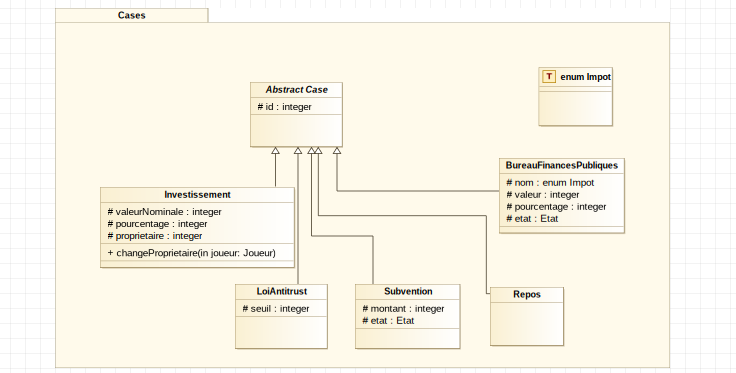 Cases
Abstract Case
# id : integer
T enum Impot
BureauFinancesPubliques
# nom : enum Impot
# valeur : integer
# pourcentage : integer
# etat : Etat
Investissement
# valeurNominale : integer
# pourcentage : integer
# proprietaire : integer
+ changeProprietaire(in joueur: Joueur)
LoiAntitrust
# seuil : integer
Subvention
# montant : integer
# etat : Etat
Repos